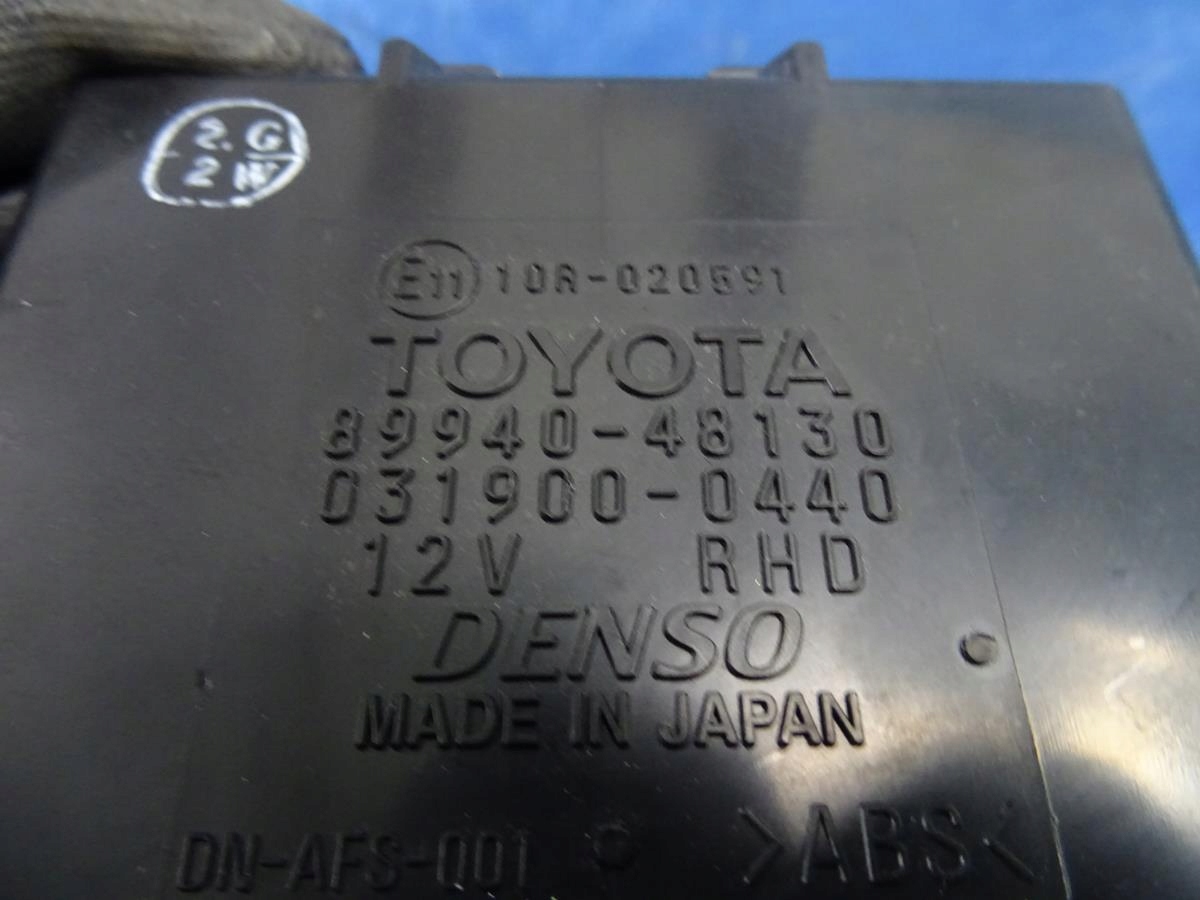 2.G
2
E11 10R-020591
TOYOTA
89940-48130
031900-0440
12V RHD
DENSO
MADE IN JAPAN
DN-AFS-001 >ABS<